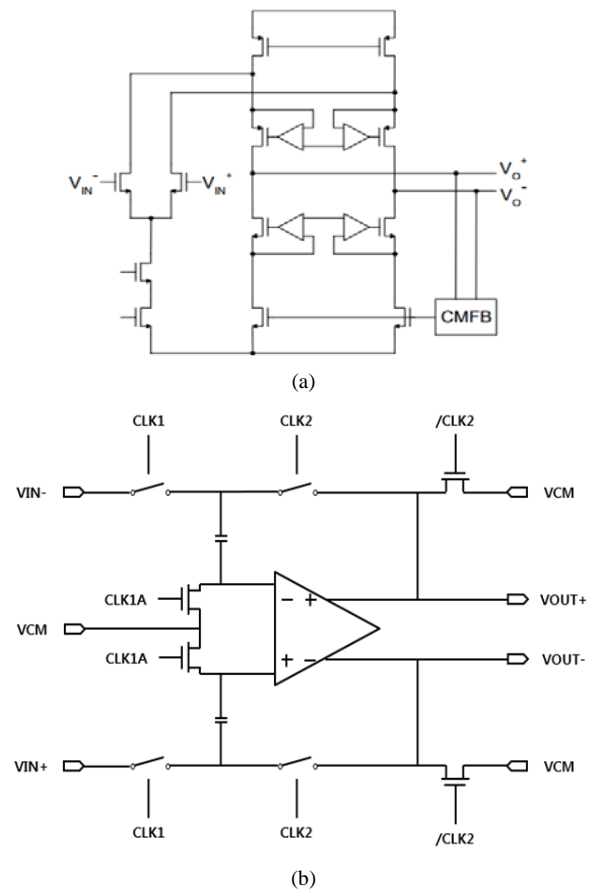 V_IN^-
V_IN^+
V_O^+
V_O^-
CMFB
(a)
CLK1 CLK2 /CLK2
VIN- VCM
CLK1A
- +
VOUT+
VCM
CLK1A
+ -
VOUT-
VIN+ VCM
CLK1 CLK2 /CLK2
(b)